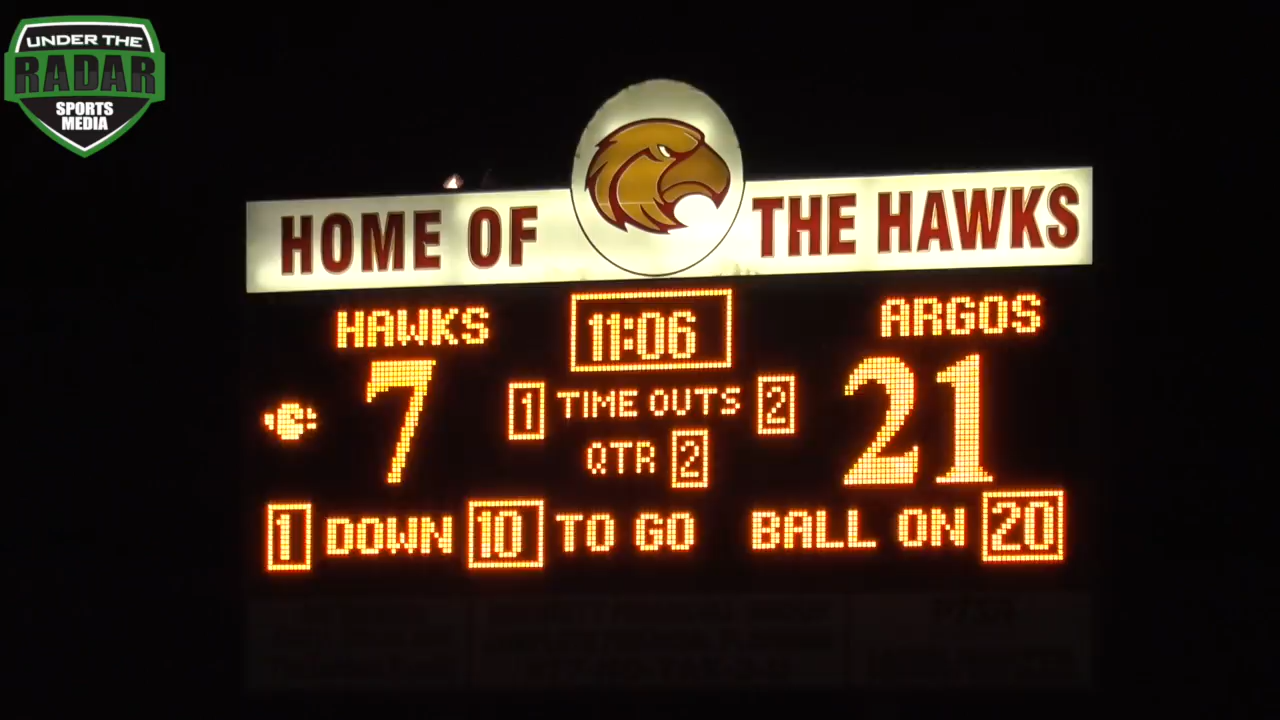 UNDER THE
RADAR
SPORTS
MEDIA
HOME OF THE HAWKS
HAWKS 11:06 ARGOS
7 1 TIME OUTS 2 21
QTR 2
1 DOWN 10 TO GO BALL ON 20